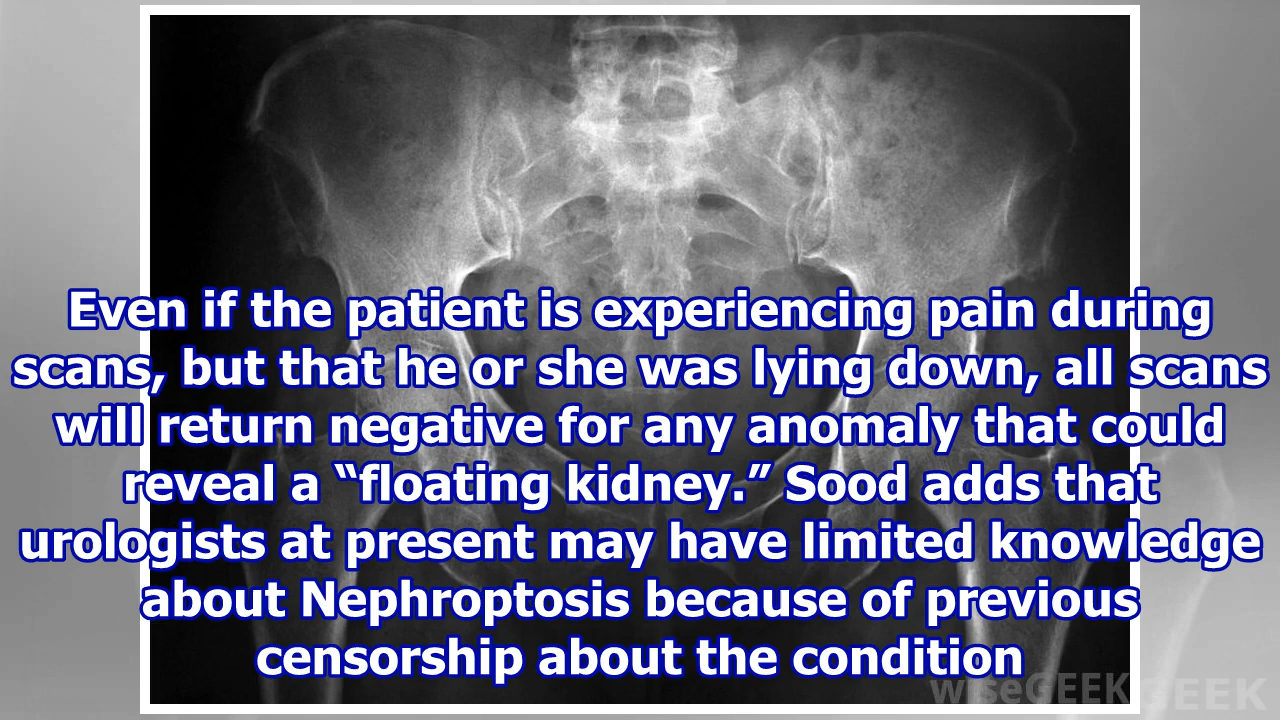 Even if the patient is experiencing pain during
scans, but that he or she was lying down, all scans
will return negative for any anomaly that could
reveal a “floating kidney.” Sood adds that
urologists at present may have limited knowledge
about Nephroptosis because of previous
censorship about the condition
wiseGEEK GEEK